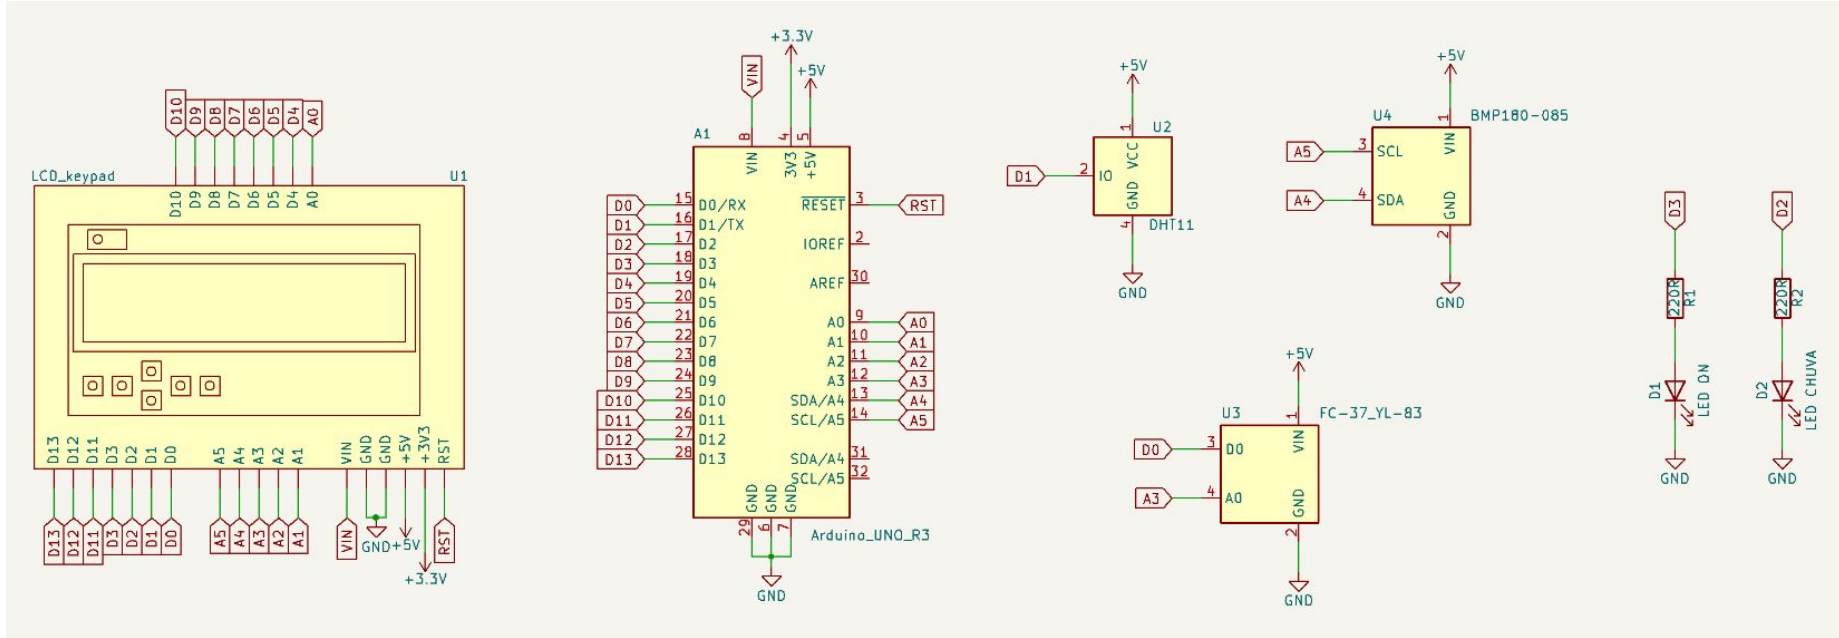 LCD_keypad
U1
D10
D9
D8
D7
D6
D5
D4
A0
D10
D9
D8
D7
D6
D5
D4
A0
D13
D12
D11
D3
D2
D1
D0
A5
A4
A3
A2
A1
VIN
GND
GND
+5V
+3V3
RST
D13
D12
D11
D3
D2
D1
D0
A5
A4
A3
A2
A1
VIN
GND
+5V
+3.3V
RST
+3.3V
+5V
VIN
A1
8
4
5
VIN
3V3
+5V
D0 15 D0/RX
D1 16 D1/TX
D2 17 D2
D3 18 D3
D4 19 D4
D5 20 D5
D6 21 D6
D7 22 D7
D8 23 D8
D9 24 D9
D10 25 D10
D11 26 D11
D12 27 D12
D13 28 D13
RESET 3 RST
IOREF 2
AREF 30
A0 9 A0
A1 10 A1
A2 11 A2
A3 12 A3
SDA/A4 13 A4
SCL/A5 14 A5
SDA/A4 31
SCL/A5 32
GND
GND
GND
29
6
7
Arduino_UNO_R3
GND
+5V
1
U2
VCC
D1 2 IO
GND
4
DHT11
GND
+5V
1
U4
BMP180-085
VIN
A5 3 SCL
A4 4 SDA
GND
2
GND
+5V
1
U3
FC-37_YL-83
VIN
D0 3 D0
A3 4 A0
GND
2
GND
D3
220R
R1
D1
LED ON
GND
D2
220R
R2
D2
LED CHUVA
GND